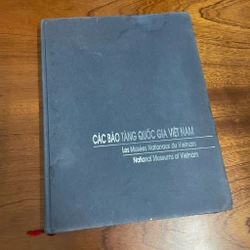 CÁC BẢO TÀNG QUỐC GIA VIỆT NAM
Les Musées Nationaux du Vietnam
National Museums of Vietnam